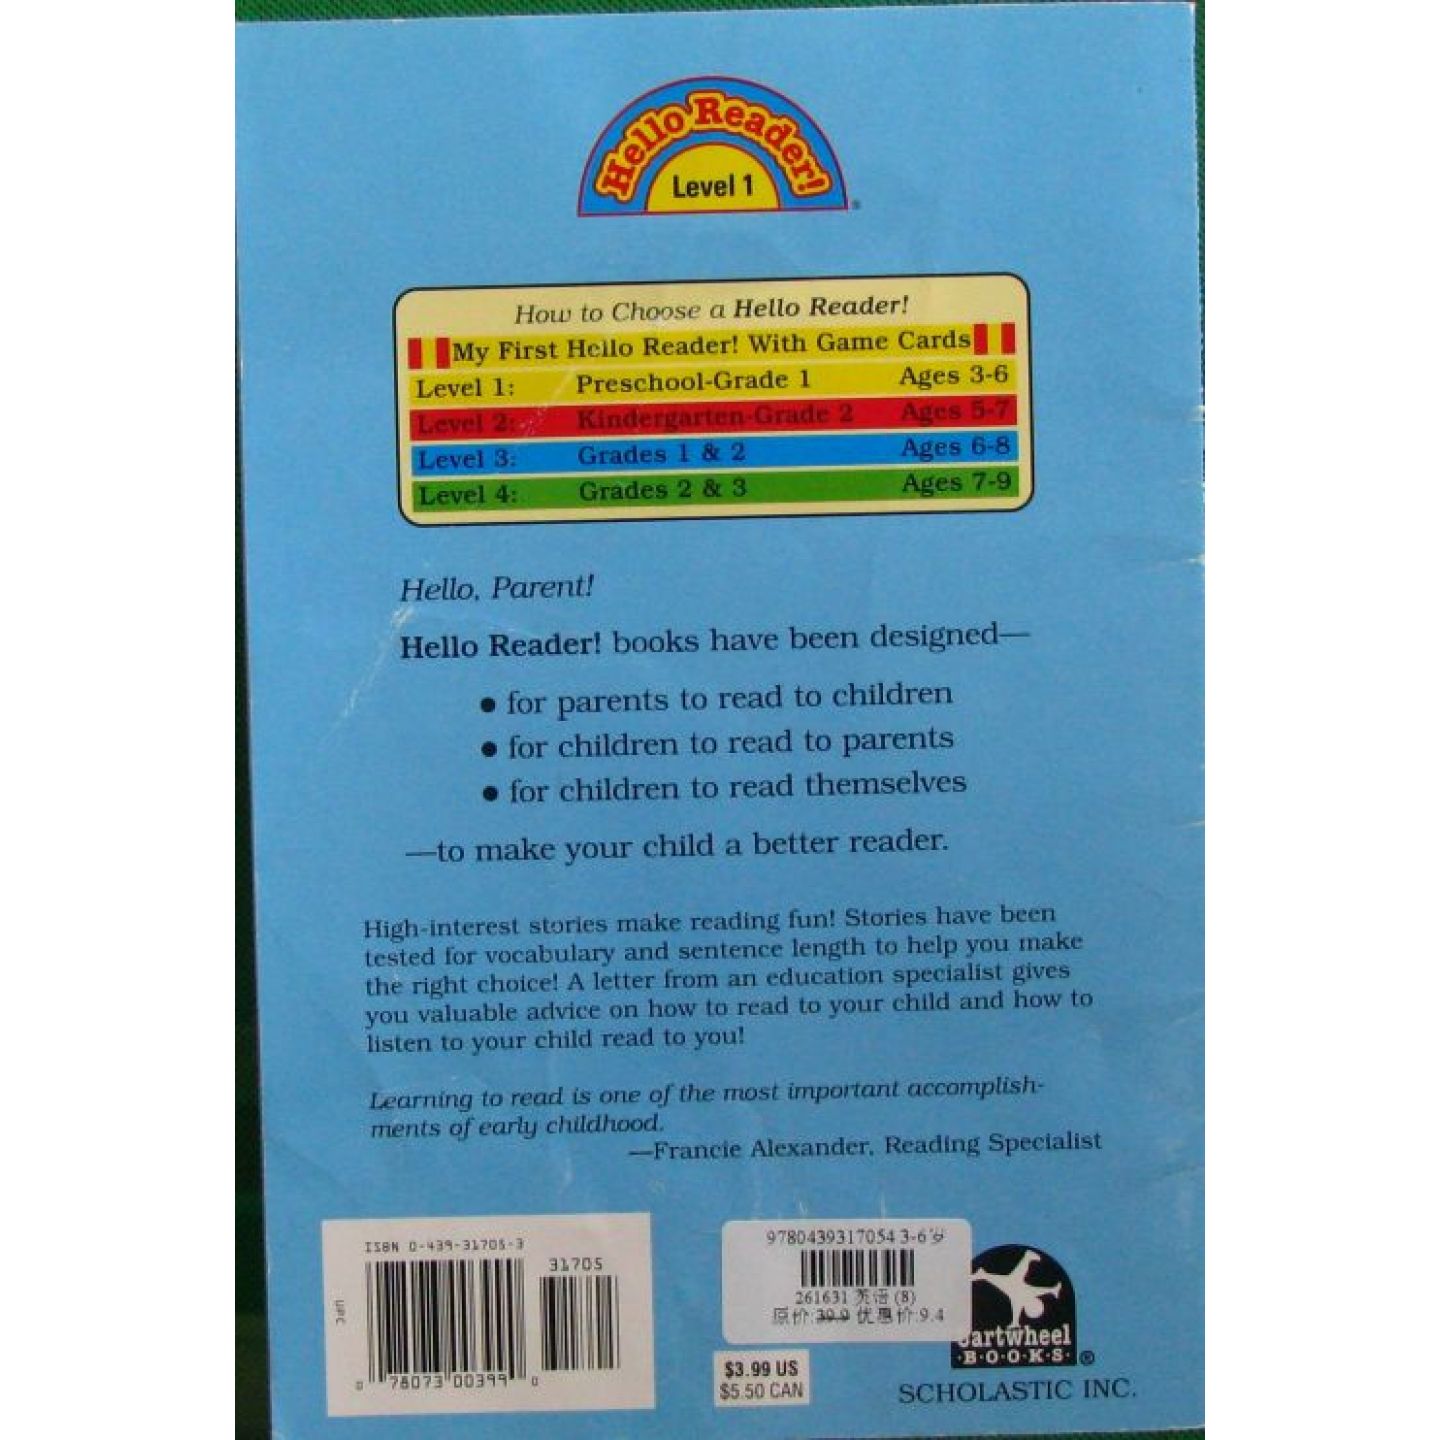 Hello Reader!
Level 1
®
How to Choose a Hello Reader!
My First Hello Reader! With Game Cards
Level 1: Preschool-Grade 1 Ages 3-6
Level 2: Kindergarten-Grade 2 Ages 5-7
Level 3: Grades 1 & 2 Ages 6-8
Level 4: Grades 2 & 3 Ages 7-9
Hello, Parent!
Hello Reader! books have been designed—
• for parents to read to children
• for children to read to parents
• for children to read themselves
—to make your child a better reader.
High-interest stories make reading fun! Stories have been
tested for vocabulary and sentence length to help you make
the right choice! A letter from an education specialist gives
you valuable advice on how to read to your child and how to
listen to your child read to you!
Learning to read is one of the most important accomplish-
ments of early childhood.
—Francie Alexander, Reading Specialist
ISBN 0-439-31705-3
31705
UPC
0 78073 00399 0
9780439317054 3-6岁
261631 英语 (8)
原价:39.9 优惠价:9.4
$3.99 US
$5.50 CAN
artwheel
·B·O·O·K·S· ®
SCHOLASTIC INC.